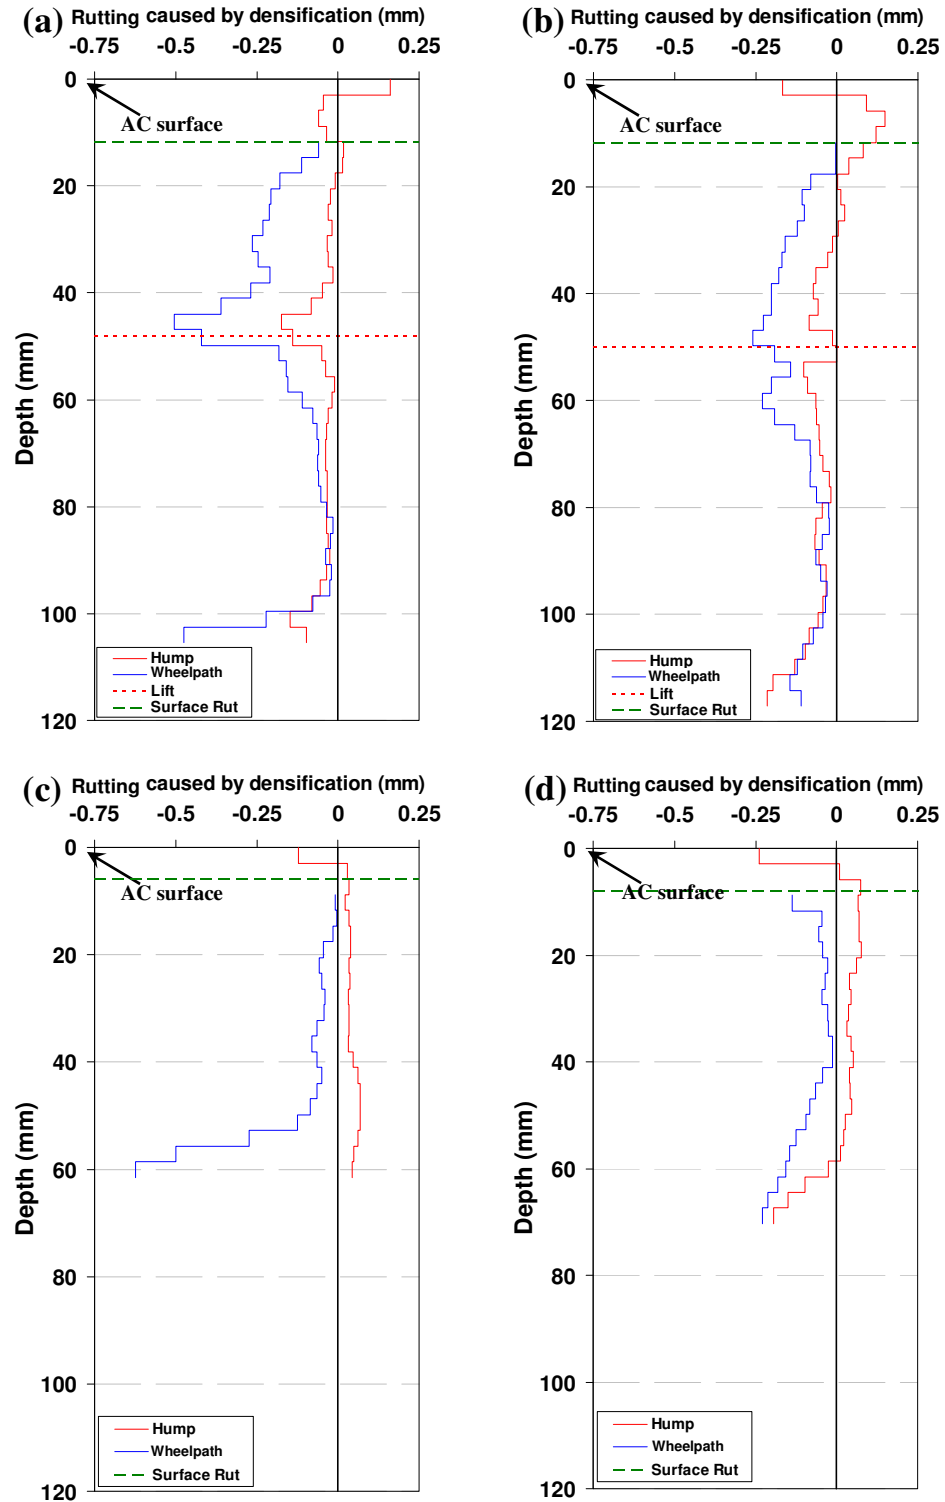 (a) Rutting caused by densification (mm)
-0.75 -0.5 -0.25 0 0.25
0
AC surface
20
40
60
80
100
120
Depth (mm)
Hump
Wheelpath
Lift
Surface Rut
(b) Rutting caused by densification (mm)
-0.75 -0.5 -0.25 0 0.25
0
AC surface
20
40
60
80
100
120
Depth (mm)
Hump
Wheelpath
Lift
Surface Rut
(c) Rutting caused by densification (mm)
-0.75 -0.5 -0.25 0 0.25
0
AC surface
20
40
60
80
100
120
Depth (mm)
Hump
Wheelpath
Surface Rut
(d) Rutting caused by densification (mm)
-0.75 -0.5 -0.25 0 0.25
0
AC surface
20
40
60
80
100
120
Depth (mm)
Hump
Wheelpath
Surface Rut